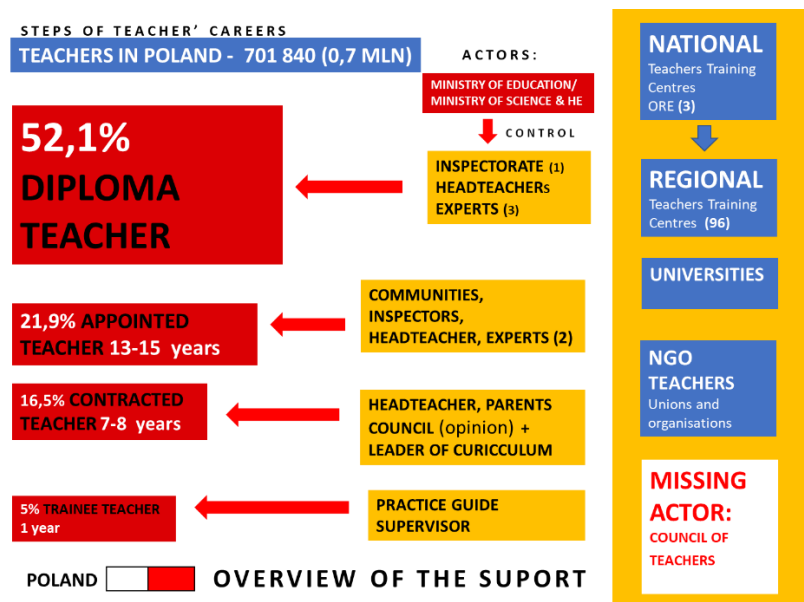 STEPS OF TEACHER’ CAREERS
TEACHERS IN POLAND - 701 840 (0,7 MLN)
ACTORS:
MINISTRY OF EDUCATION/
MINISTRY OF SCIENCE & HE
CONTROL
52,1%
DIPLOMA
TEACHER
INSPECTORATE (1)
HEADTEACHERs
EXPERTS (3)
21,9% APPOINTED
TEACHER 13-15 years
COMMUNITIES,
INSPECTORS,
HEADTEACHER, EXPERTS (2)
16,5% CONTRACTED
TEACHER 7-8 years
HEADTEACHER, PARENTS
COUNCIL (opinion) +
LEADER OF CURICCULUM
5% TRAINEE TEACHER
1 year
PRACTICE GUIDE
SUPERVISOR
POLAND
OVERVIEW OF THE SUPORT
NATIONAL
Teachers Training
Centres
ORE (3)
REGIONAL
Teachers Training
Centres (96)
UNIVERSITIES
NGO
TEACHERS
Unions and
organisations
MISSING
ACTOR:
COUNCIL OF
TEACHERS